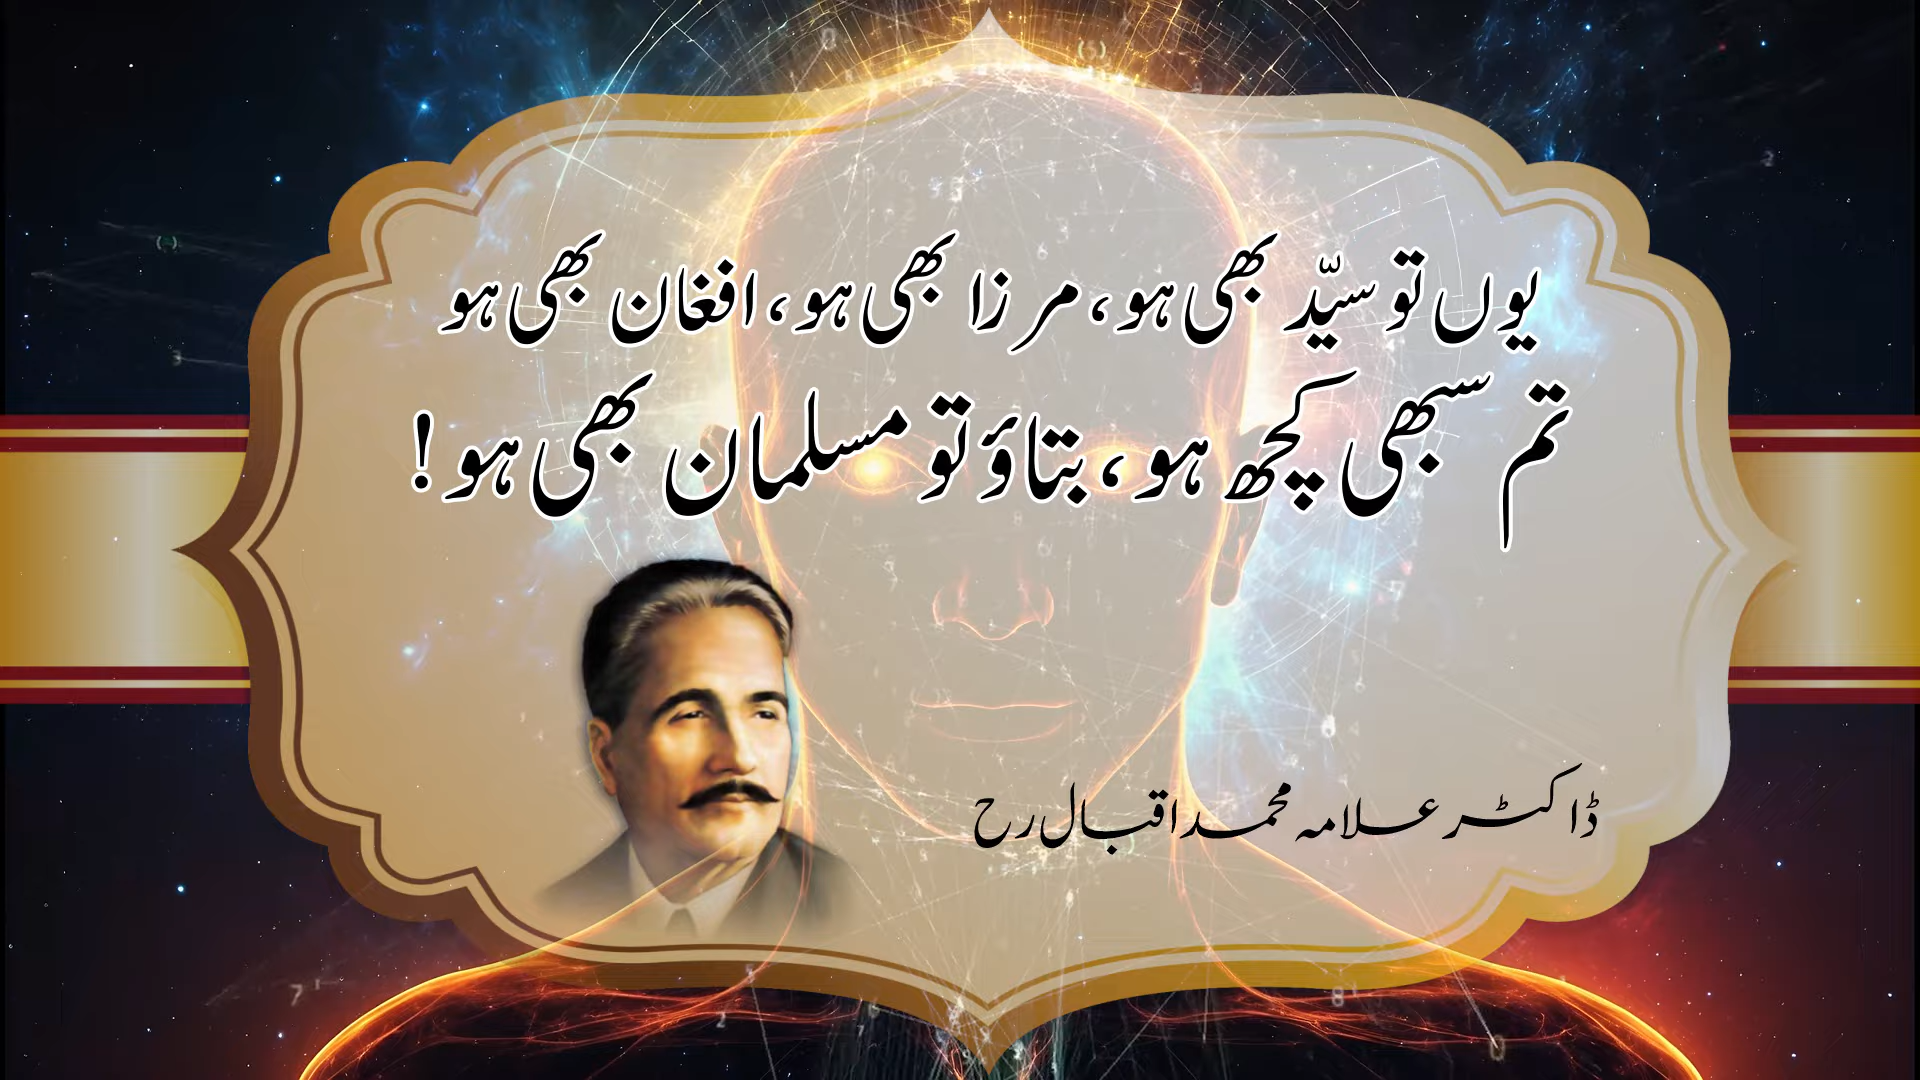 یوں تو سیّد بھی ہو، مرزا بھی ہو، افغان بھی ہو
تم سبھی کچھ ہو، بتاؤ تو مسلمان بھی ہو!
ڈاکٹر علامہ محمد اقبال رح